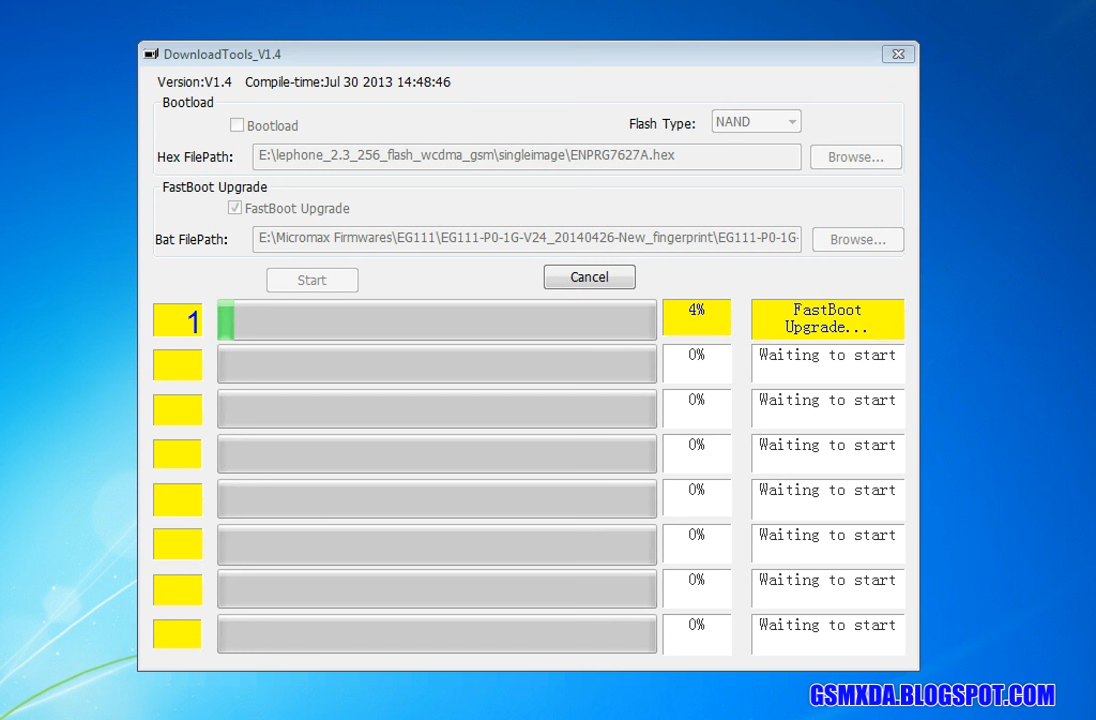 DownloadTools_V1.4
Version:V1.4 Compile-time:Jul 30 2013 14:48:46
Bootload
Bootload
Flash Type: NAND
Hex FilePath: E:\lephone_2.3_256_flash_wcdma_gsm\singleimage\ENPRG7627A.hex Browse...
FastBoot Upgrade
FastBoot Upgrade
Bat FilePath: E:\Micromax Firmwares\EG111\EG111-P0-1G-V24_20140426-New_fingerprint\EG111-P0-1G- Browse...
Start Cancel
1 4% FastBoot
Upgrade...
0% Waiting to start
0% Waiting to start
0% Waiting to start
0% Waiting to start
0% Waiting to start
0% Waiting to start
0% Waiting to start
GSMXDA.BLOGSPOT.COM